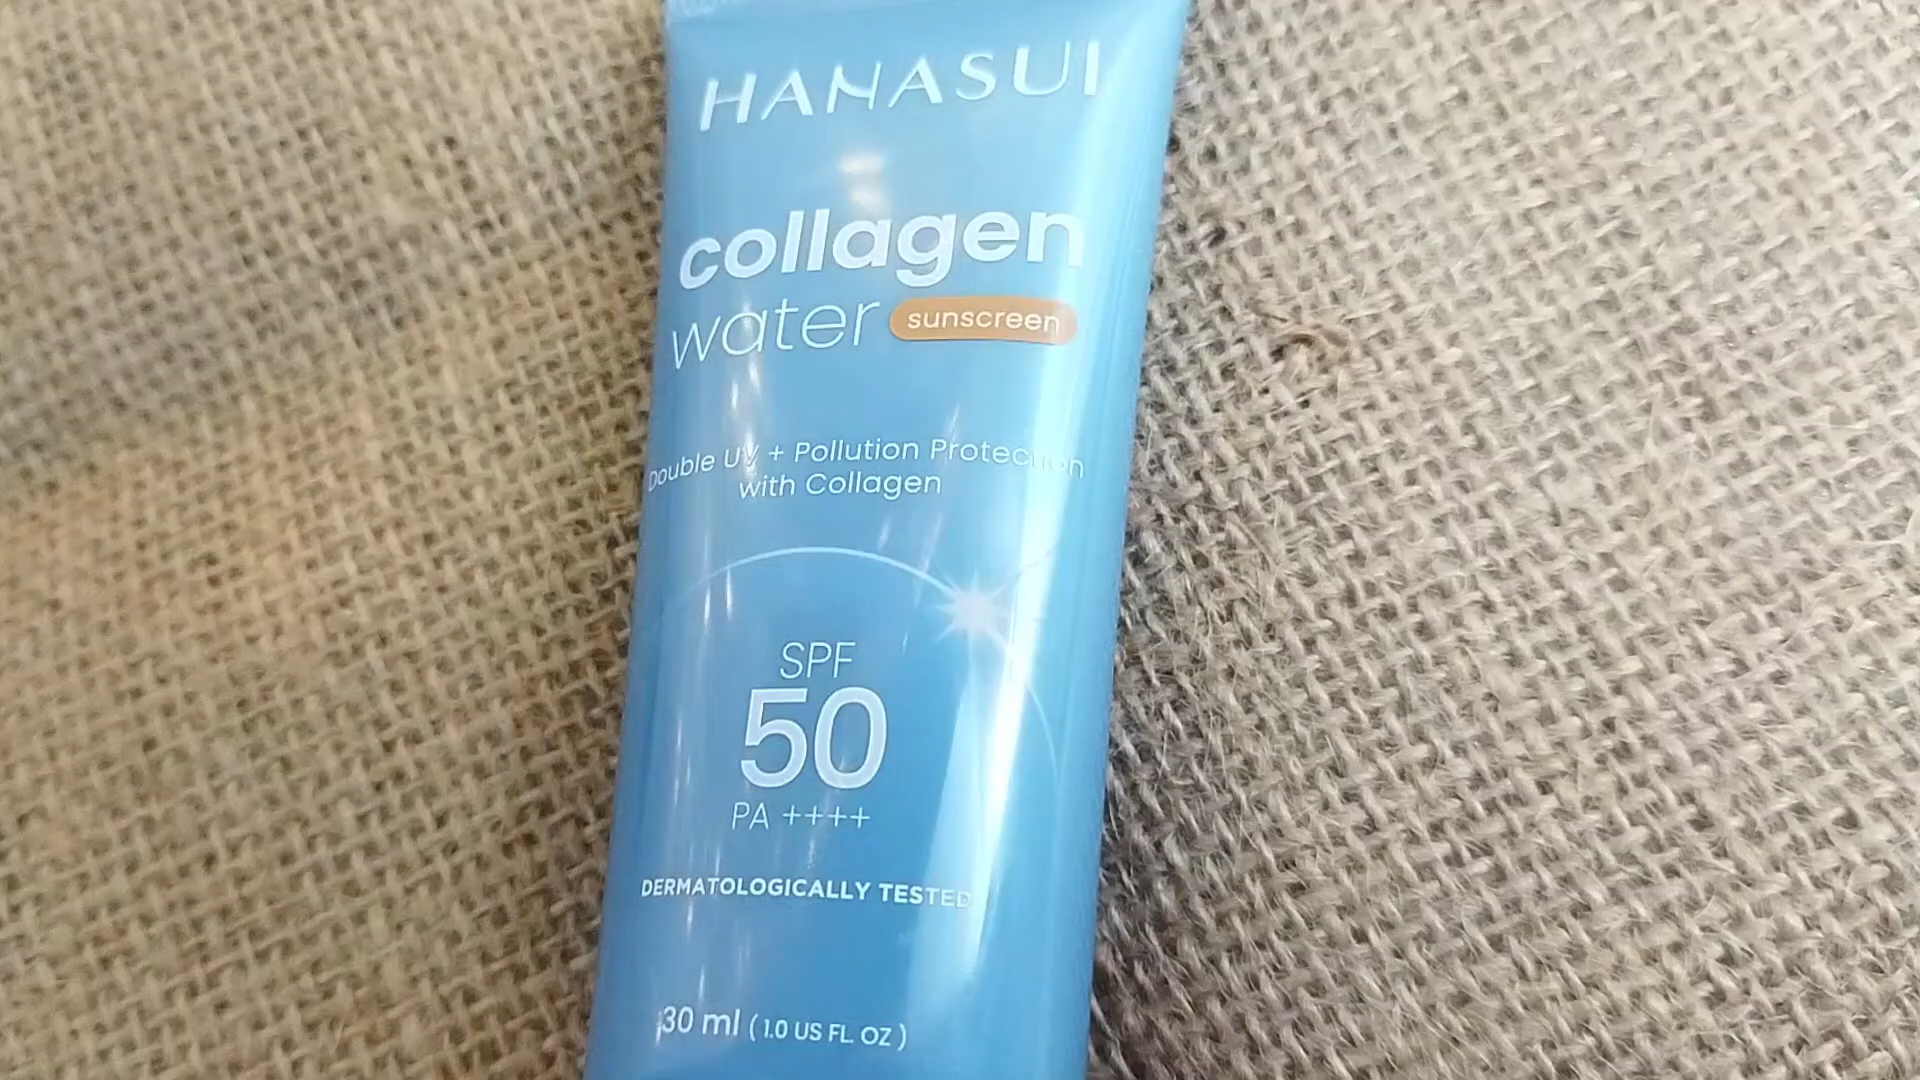 HANASUI
collagen
water sunscreen
Double UV + Pollution Protection
with Collagen
SPF
50
PA ++++
DERMATOLOGICALLY TESTED
30 ml ( 1.0 US FL. OZ )